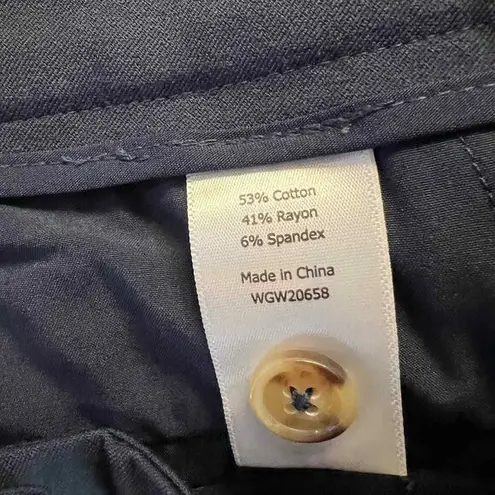 53% Cotton
41% Rayon
6% Spandex
Made in China
WGW20658